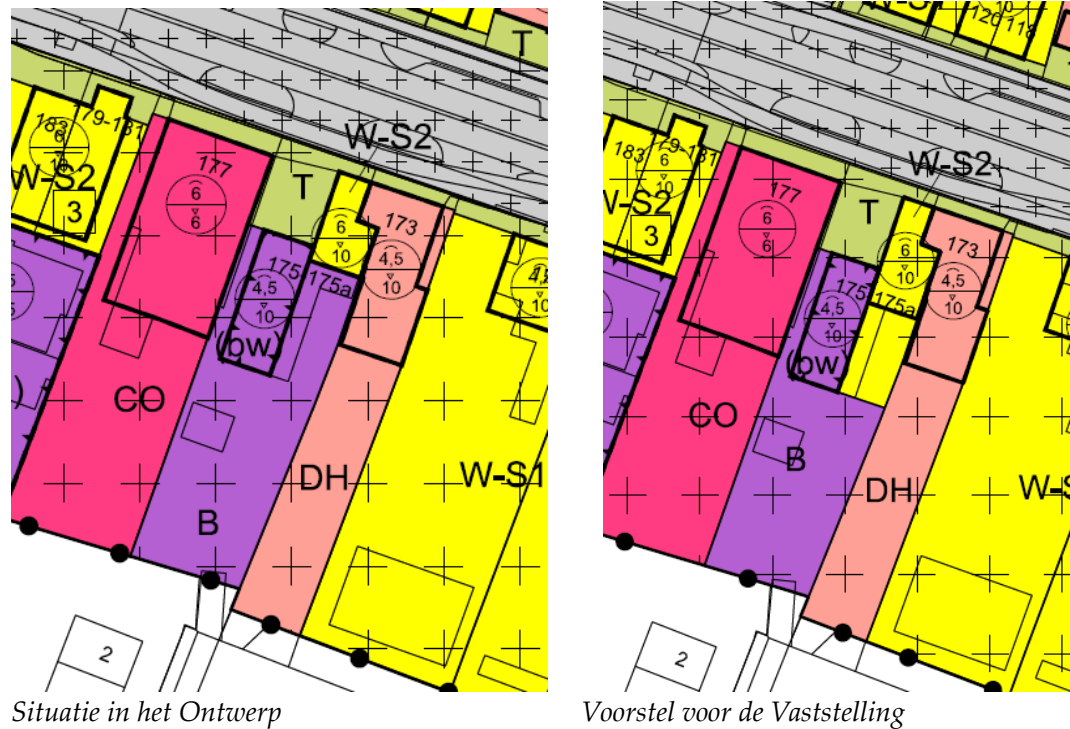 T
W-S2
183
179-181
6
10
W-S2
3
177
6
6
T
6
10
173
4,5
10
175
175a
4,5
10
(bw)
CO
DH
W-S1
B
2
Situatie in het Ontwerp
120 118
10
W-S2
183
179-181
6
10
3
177
6
6
T
6
10
173
4,5
10
175
175a
4,5
10
(bw)
CO
B
DH
2
Voorstel voor de Vaststelling